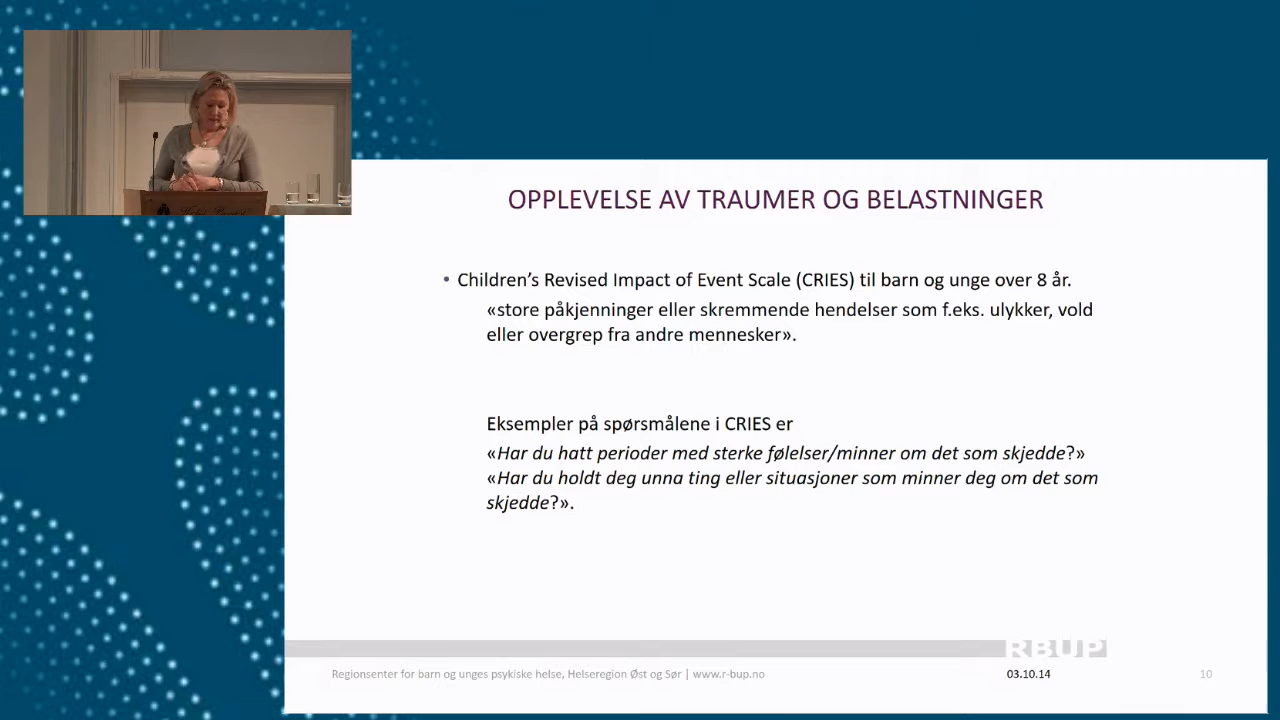 OPPLEVELSE AV TRAUMER OG BELASTNINGER
• Children’s Revised Impact of Event Scale (CRIES) til barn og unge over 8 år.
«store påkjenninger eller skremmende hendelser som f.eks. ulykker, vold
eller overgrep fra andre mennesker».
Eksempler på spørsmålene i CRIES er
«Har du hatt perioder med sterke følelser/minner om det som skjedde?»
«Har du holdt deg unna ting eller situasjoner som minner deg om det som
skjedde?».
RBUP
Regionsenter for barn og unges psykiske helse, Helseregion Øst og Sør | www.r-bup.no
03.10.14
10